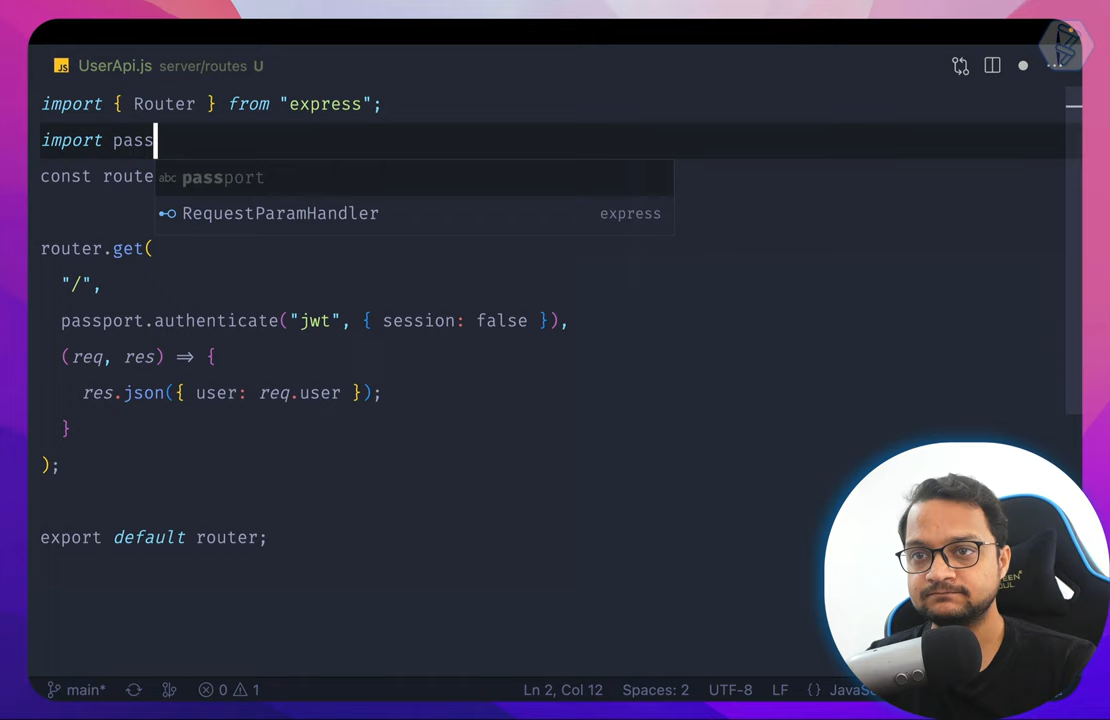 JS UserApi.js server/routes U
import { Router } from "express";
import pass
const route
abc passport
RequestParamHandler express
router.get(
"/",
passport.authenticate("jwt", { session: false }),
(req, res) => {
res.json({ user: req.user });
}
);
export default router;
main* 0 1 Ln 2, Col 12 Spaces: 2 UTF-8 LF {} JavaS